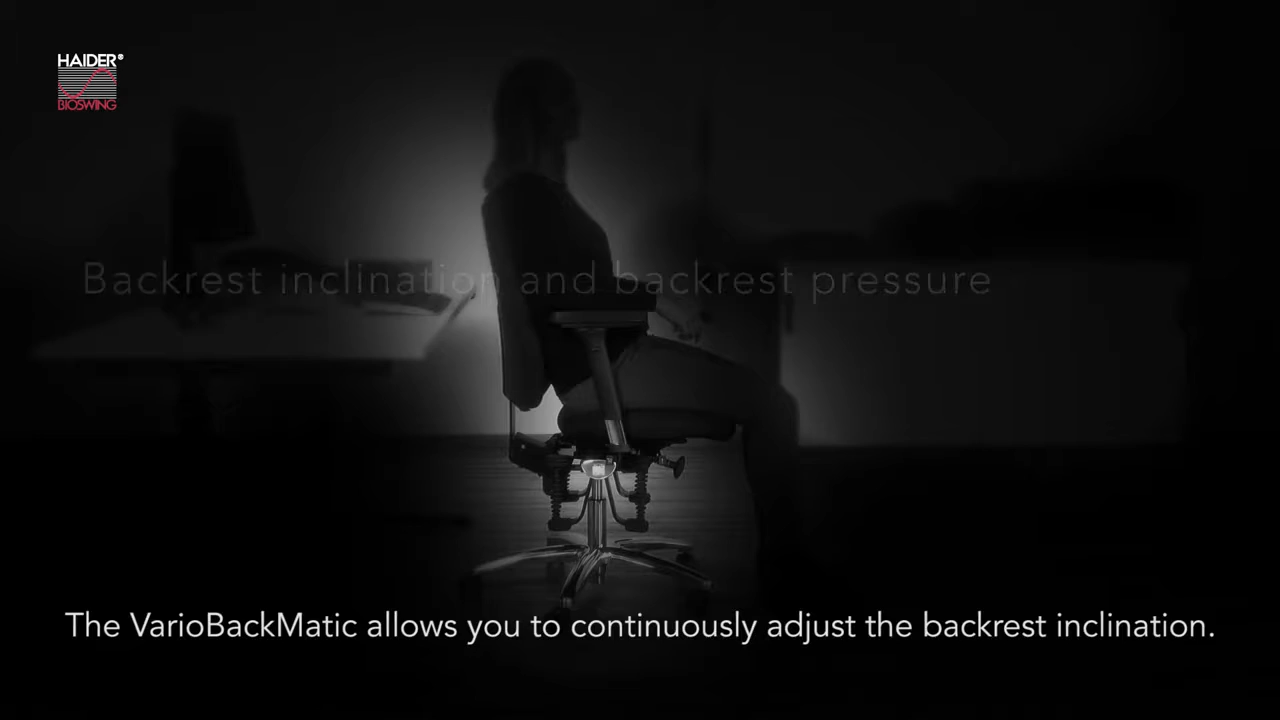 HAIDER®
BIOSWING
Backrest inclination and backrest pressure
The VarioBackMatic allows you to continuously adjust the backrest inclination.